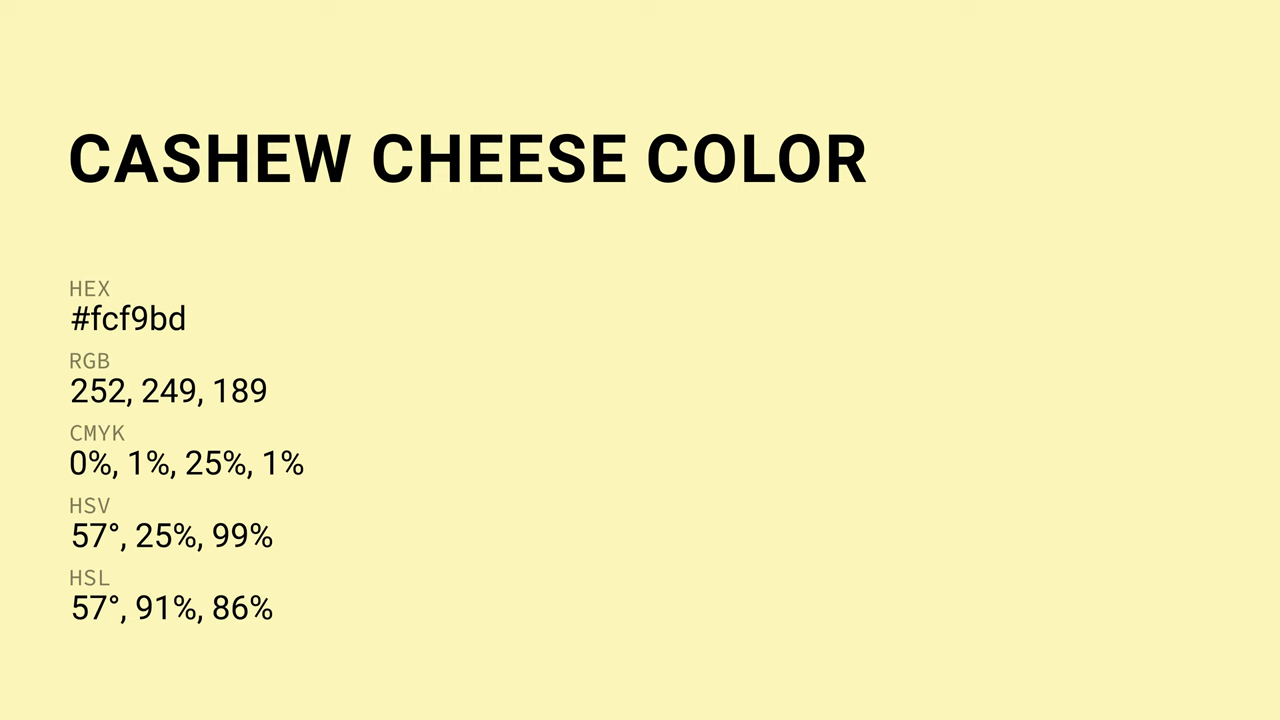 CASHEW CHEESE COLOR
HEX
#fcf9bd
RGB
252, 249, 189
CMYK
0%, 1%, 25%, 1%
HSV
57°, 25%, 99%
HSL
57°, 91%, 86%